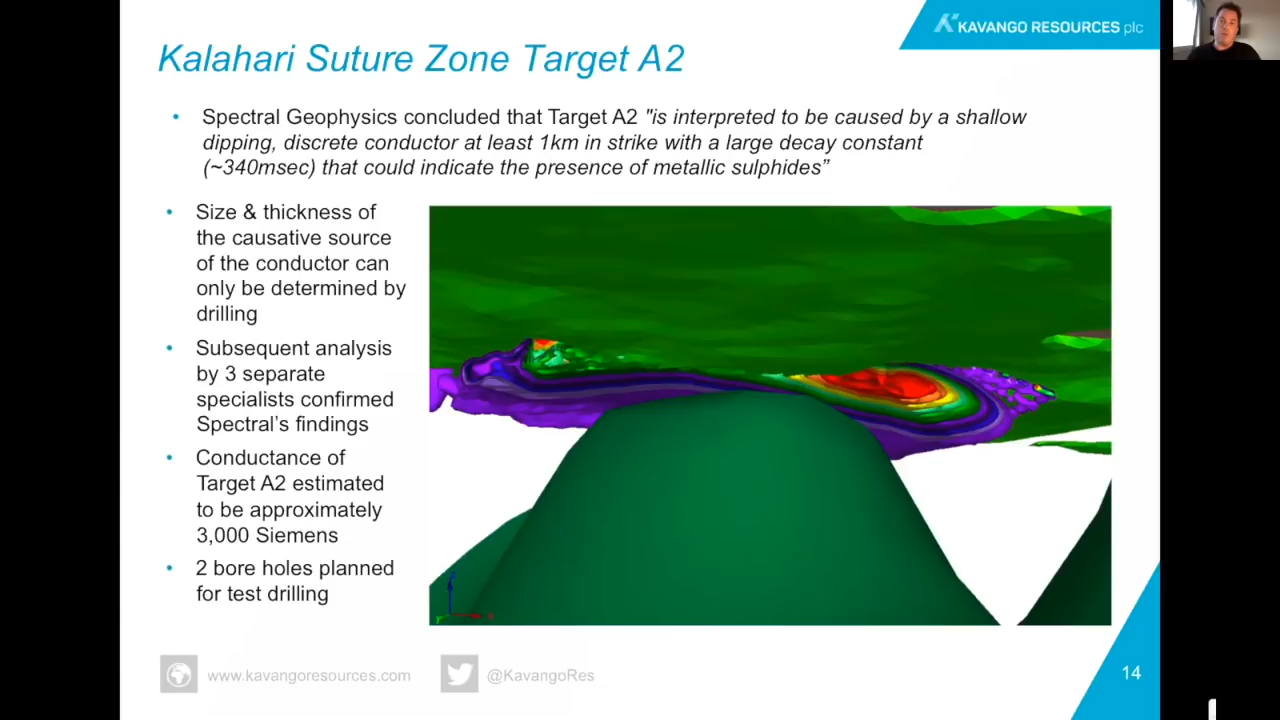 KAVANGO RESOURCES plc
Kalahari Suture Zone Target A2
• Spectral Geophysics concluded that Target A2 "is interpreted to be caused by a shallow
dipping, discrete conductor at least 1km in strike with a large decay constant
(~340msec) that could indicate the presence of metallic sulphides”
• Size & thickness of
the causative source
of the conductor can
only be determined by
drilling
• Subsequent analysis
by 3 separate
specialists confirmed
Spectral’s findings
• Conductance of
Target A2 estimated
to be approximately
3,000 Siemens
• 2 bore holes planned
for test drilling
www.kavangoresources.com
@KavangoRes
14